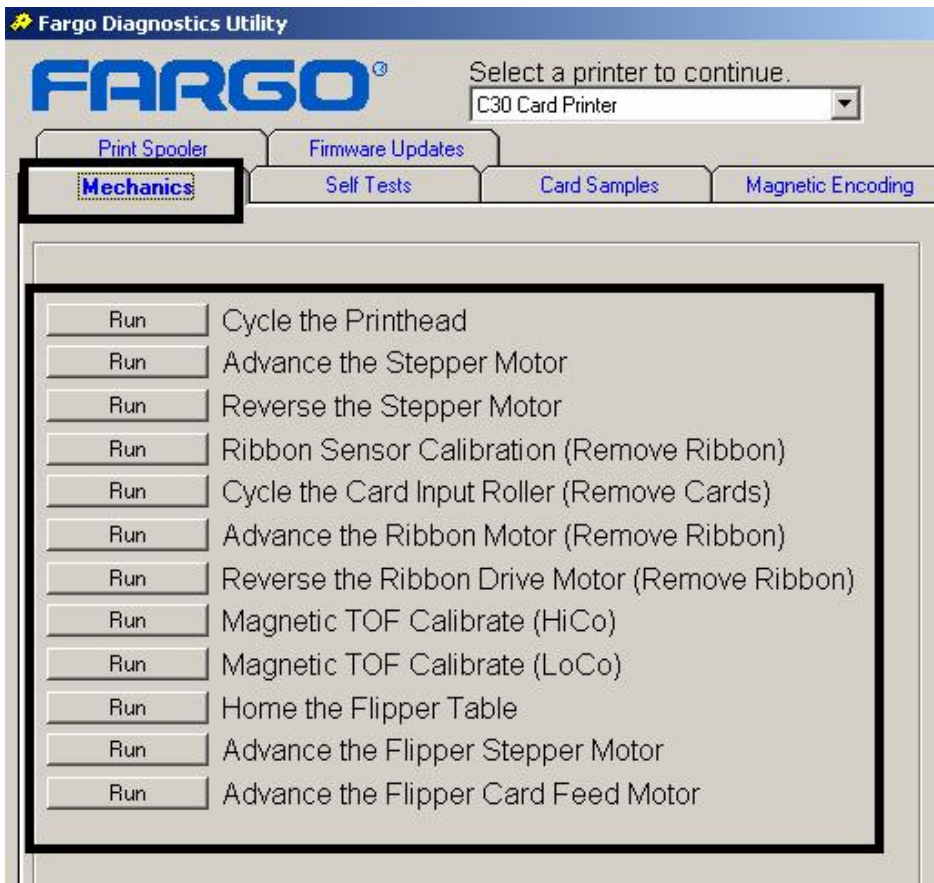 Fargo Diagnostics Utility
FARGO®
Select a printer to continue.
C30 Card Printer
Print Spooler
Firmware Updates
Mechanics
Self Tests
Card Samples
Magnetic Encoding
Run Cycle the Printhead
Run Advance the Stepper Motor
Run Reverse the Stepper Motor
Run Ribbon Sensor Calibration (Remove Ribbon)
Run Cycle the Card Input Roller (Remove Cards)
Run Advance the Ribbon Motor (Remove Ribbon)
Run Reverse the Ribbon Drive Motor (Remove Ribbon)
Run Magnetic TOF Calibrate (HiCo)
Run Magnetic TOF Calibrate (LoCo)
Run Home the Flipper Table
Run Advance the Flipper Stepper Motor
Run Advance the Flipper Card Feed Motor